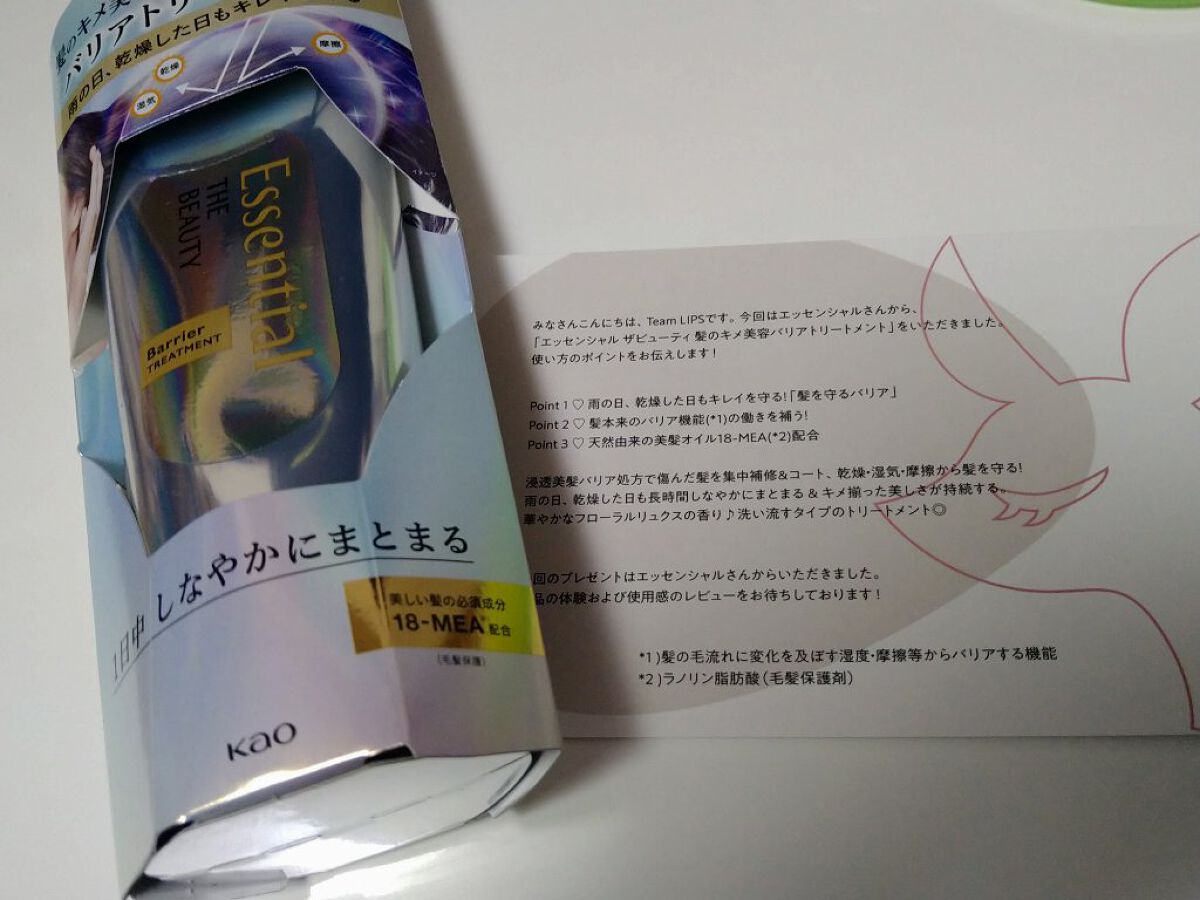 髪のキメ美
バリアトリ
雨の日、乾燥した日もキレイ
摩擦
乾燥
湿気
イメージ
Essential
THE
BEAUTY
Barrier
TREATMENT
1日中しなやかにまとまる
美しい髪の必須成分
18-MEA*配合
(毛髪保護)
Kao
みなさんこんにちは、Team LIPSです。今回はエッセンシャルさんから、
「エッセンシャル ザビューティ 髪のキメ美容バリアトリートメント」をいただきました。
使い方のポイントをお伝えします!
Point 1 ♡ 雨の日、乾燥した日もキレイを守る!「髪を守るバリア」
Point 2 ♡ 髪本来のバリア機能(*1)の働きを補う!
Point 3 ♡ 天然由来の美髪オイル18-MEA(*2)配合
浸透美髪バリア処方で傷んだ髪を集中補修&コート、乾燥・湿気・摩擦から髪を守る!
雨の日、乾燥した日も長時間しなやかにまとまる & キメ揃った美しさが持続する。
華やかなフローラルリュクスの香り♪洗い流すタイプのトリートメント◎
回のプレゼントはエッセンシャルさんからいただきました。
品の体験および使用感のレビューをお待ちしております!
*1)髪の毛流れに変化を及ぼす湿度・摩擦等からバリアする機能
*2)ラノリン脂肪酸(毛髪保護剤)